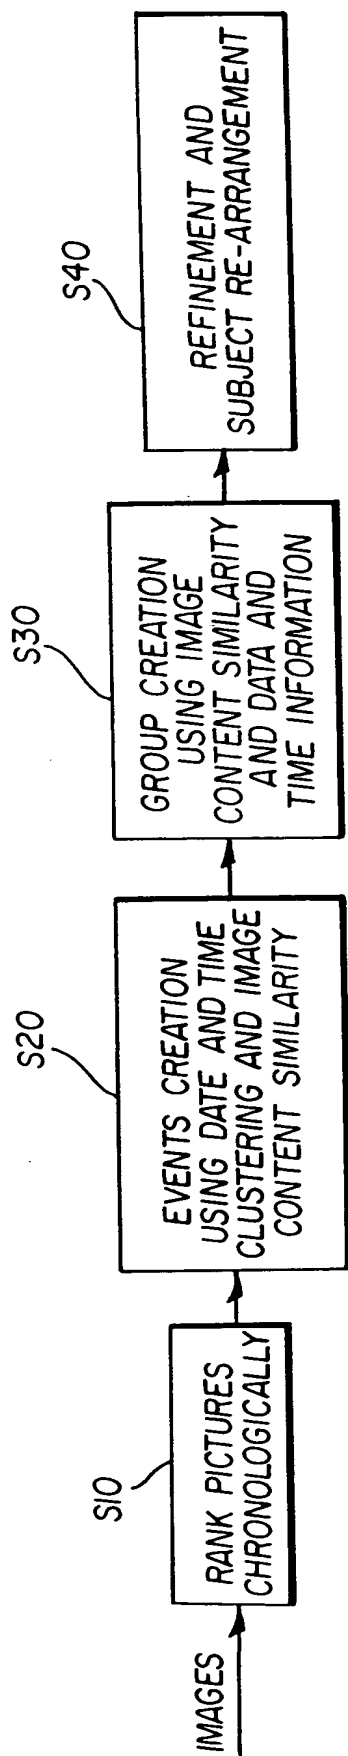 IMAGES
S10
RANK PICTURES
CHRONOLOGICALLY
S20
EVENTS CREATION
USING DATE AND TIME
CLUSTERING AND IMAGE
CONTENT SIMILARITY
S30
GROUP CREATION
USING IMAGE
CONTENT SIMILARITY
AND DATA AND
TIME INFORMATION
S40
REFINEMENT AND
SUBJECT RE-ARRANGEMENT